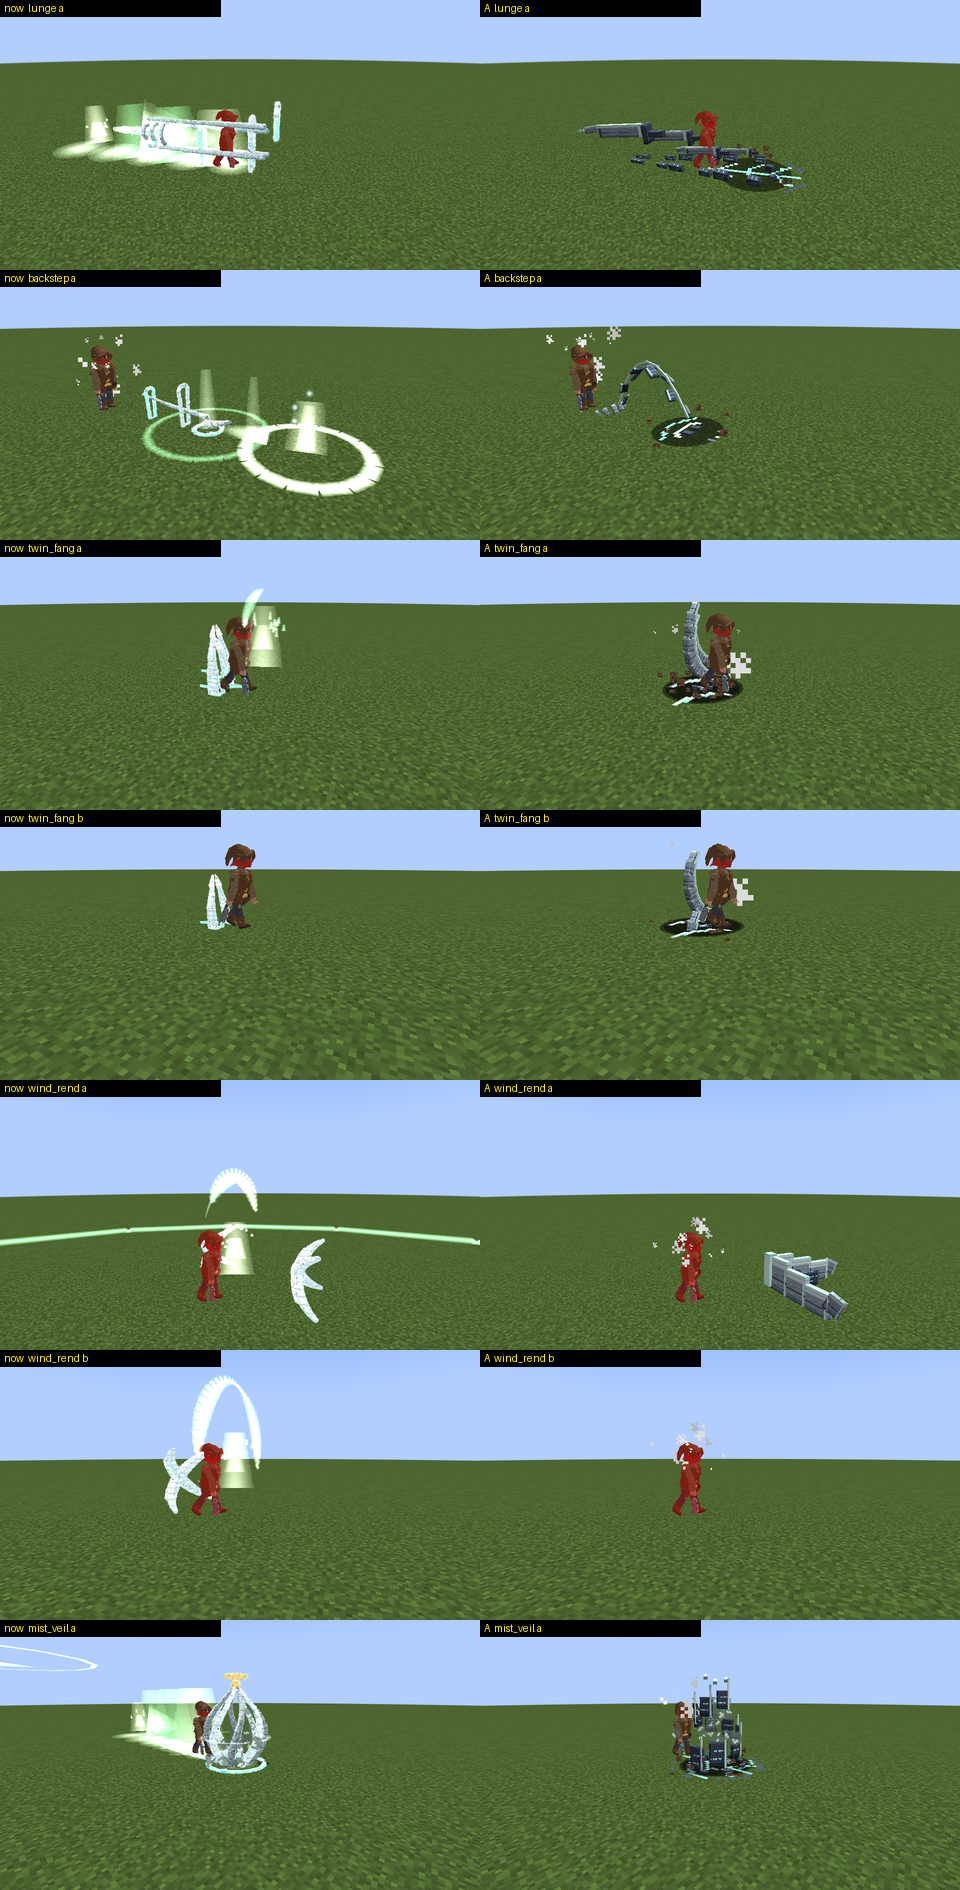 now lunge a
A lunge a
now backstep a
A backstep a
now twin_fang a
A twin_fang a
now twin_fang b
A twin_fang b
now wind_rend a
A wind_rend a
now wind_rend b
A wind_rend b
now mist_veil a
A mist_veil a